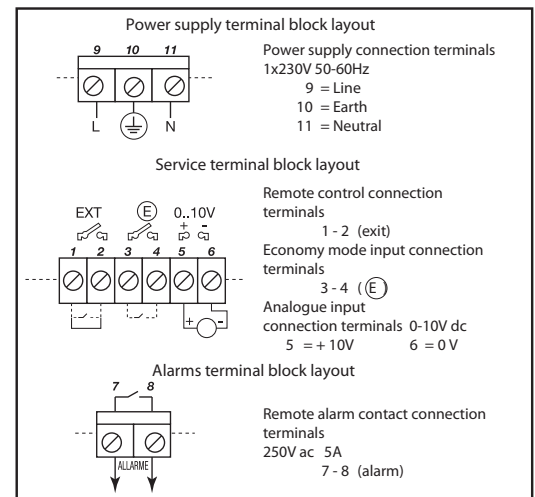 Power supply terminal block layout
9 10 11
L N
Power supply connection terminals
1x230V 50-60Hz
9 = Line
10 = Earth
11 = Neutral
Service terminal block layout
EXT E 0..10V
+ -
1 2 3 4 5 6
+ -
Remote control connection
terminals
1 - 2 (exit)
Economy mode input connection
terminals
3 - 4 (E)
Analogue input
connection terminals 0-10V dc
5 = + 10V 6 = 0 V
Alarms terminal block layout
7 8
ALLARME
Remote alarm contact connection
terminals
250V ac 5A
7 - 8 (alarm)